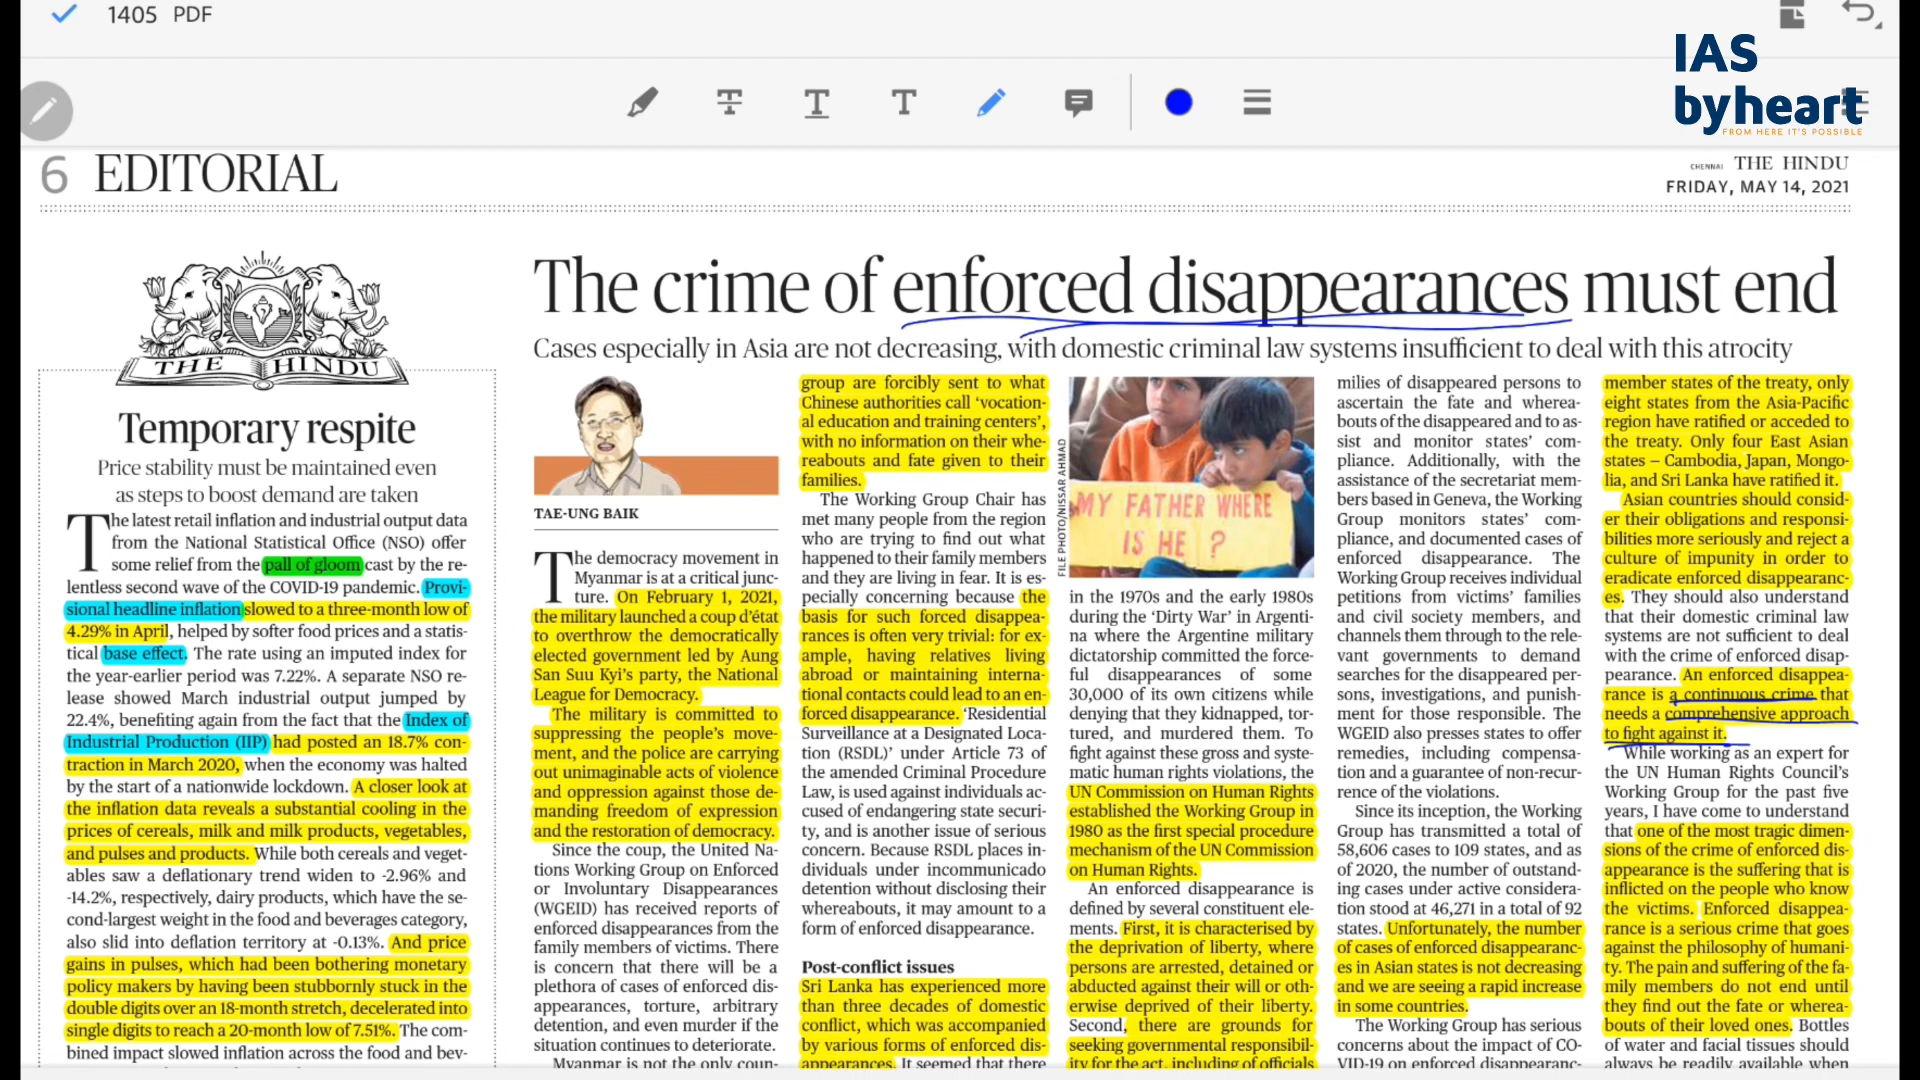 1405 PDF
IAS
byheart
FROM HERE IT'S POSSIBLE
6 EDITORIAL
CHENNAI THE HINDU
FRIDAY, MAY 14, 2021
THE HINDU
Temporary respite
Price stability must be maintained even
as steps to boost demand are taken
The latest retail inflation and industrial output data
from the National Statistical Office (NSO) offer
some relief from the pall of gloom cast by the re-
lentless second wave of the COVID-19 pandemic. Provi-
sional headline inflation slowed to a three-month low of
4.29% in April, helped by softer food prices and a statis-
tical base effect. The rate using an imputed index for
the year-earlier period was 7.22%. A separate NSO re-
lease showed March industrial output jumped by
22.4%, benefiting again from the fact that the Index of
Industrial Production (IIP) had posted an 18.7% con-
traction in March 2020, when the economy was halted
by the start of a nationwide lockdown. A closer look at
the inflation data reveals a substantial cooling in the
prices of cereals, milk and milk products, vegetables,
and pulses and products. While both cereals and veget-
ables saw a deflationary trend widen to -2.96% and
-14.2%, respectively, dairy products, which have the se-
cond-largest weight in the food and beverages category,
also slid into deflation territory at -0.13%. And price
gains in pulses, which had been bothering monetary
policy makers by having been stubbornly stuck in the
double digits over an 18-month stretch, decelerated into
single digits to reach a 20-month low of 7.51%. The com-
bined impact slowed inflation across the food and bev-
The crime of enforced disappearances must end
Cases especially in Asia are not decreasing, with domestic criminal law systems insufficient to deal with this atrocity
TAE-UNG BAIK
The democracy movement in
Myanmar is at a critical junc-
ture. On February 1, 2021,
the military launched a coup d'état
to overthrow the democratically
elected government led by Aung
San Suu Kyi's party, the National
League for Democracy.
The military is committed to
suppressing the people's move-
ment, and the police are carrying
out unimaginable acts of violence
and oppression against those de-
manding freedom of expression
and the restoration of democracy.
Since the coup, the United Na-
tions Working Group on Enforced
or Involuntary Disappearances
(WGEID) has received reports of
enforced disappearances from the
family members of victims. There
is concern that there will be a
plethora of cases of enforced dis-
appearances, torture, arbitrary
detention, and even murder if the
situation continues to deteriorate.
Myanmar is not the only coun-
group are forcibly sent to what
Chinese authorities call 'vocation-
al education and training centres',
with no information on their whe-
reabouts and fate given to their
families.
The Working Group Chair has
met many people from the region
who are trying to find out what
happened to their family members
and they are living in fear. It is es-
pecially concerning because the
basis for such forced disappea-
rances is often very trivial: for ex-
ample, having relatives living
abroad or maintaining interna-
tional contacts could lead to an en-
forced disappearance. 'Residential
Surveillance at a Designated Loca-
tion (RSDL)' under Article 73 of
the amended Criminal Procedure
Law, is used against individuals ac-
cused of endangering state securi-
ty, and is another issue of serious
concern. Because RSDL places in-
dividuals under incommunicado
detention without disclosing their
whereabouts, it may amount to a
form of enforced disappearance.
Post-conflict issues
Sri Lanka has experienced more
than three decades of domestic
conflict, which was accompanied
by various forms of enforced dis-
appearances. It seemed that there
MY FATHER WHERE
IS HE ?
FILE PHOTO/NISSAR AHMAD
in the 1970s and the early 1980s
during the 'Dirty War' in Argenti-
na where the Argentine military
dictatorship committed the force-
ful disappearances of some
30,000 of its own citizens while
denying that they kidnapped, tor-
tured, and murdered them. To
fight against these gross and syste-
matic human rights violations, the
UN Commission on Human Rights
established the Working Group in
1980 as the first special procedure
mechanism of the UN Commission
on Human Rights.
An enforced disappearance is
defined by several constituent ele-
ments. First, it is characterised by
the deprivation of liberty, where
persons are arrested, detained or
abducted against their will or oth-
erwise deprived of their liberty.
Second, there are grounds for
seeking governmental responsibil-
ity for the act, including of officials
milies of disappeared persons to
ascertain the fate and wherea-
bouts of the disappeared and to as-
sist and monitor states' com-
pliance. Additionally, with the
assistance of the secretariat mem-
bers based in Geneva, the Working
Group monitors states' com-
pliance, and documented cases of
enforced disappearance. The
Working Group receives individual
petitions from victims' families
and civil society members, and
channels them through to the rele-
vant governments to demand
searches for the disappeared per-
sons, investigations, and punish-
ment for those responsible. The
WGEID also presses states to offer
remedies, including compensa-
tion and a guarantee of non-recur-
rence of the violations.
Since its inception, the Working
Group has transmitted a total of
58,606 cases to 109 states, and as
of 2020, the number of outstand-
ing cases under active considera-
tion stood at 46,271 in a total of 92
states. Unfortunately, the number
of cases of enforced disappearanc-
es in Asian states is not decreasing
and we are seeing a rapid increase
in some countries.
The Working Group has serious
concerns about the impact of CO-
VID-19 on enforced disappearanc-
member states of the treaty, only
eight states from the Asia-Pacific
region have ratified or acceded to
the treaty. Only four East Asian
states – Cambodia, Japan, Mongo-
lia, and Sri Lanka have ratified it.
Asian countries should consid-
er their obligations and responsi-
bilities more seriously and reject a
culture of impunity in order to
eradicate enforced disappearanc-
es. They should also understand
that their domestic criminal law
systems are not sufficient to deal
with the crime of enforced disap-
pearance. An enforced disappea-
rance is a continuous crime that
needs a comprehensive approach
to fight against it.
While working as an expert for
the UN Human Rights Council's
Working Group for the past five
years, I have come to understand
that one of the most tragic dimen-
sions of the crime of enforced dis-
appearance is the suffering that is
inflicted on the people who know
the victims. Enforced disappea-
rance is a serious crime that goes
against the philosophy of humani-
ty. The pain and suffering of the fa-
mily members do not end until
they find out the fate or wherea-
bouts of their loved ones. Bottles
of water and facial tissues should
always be readily available when